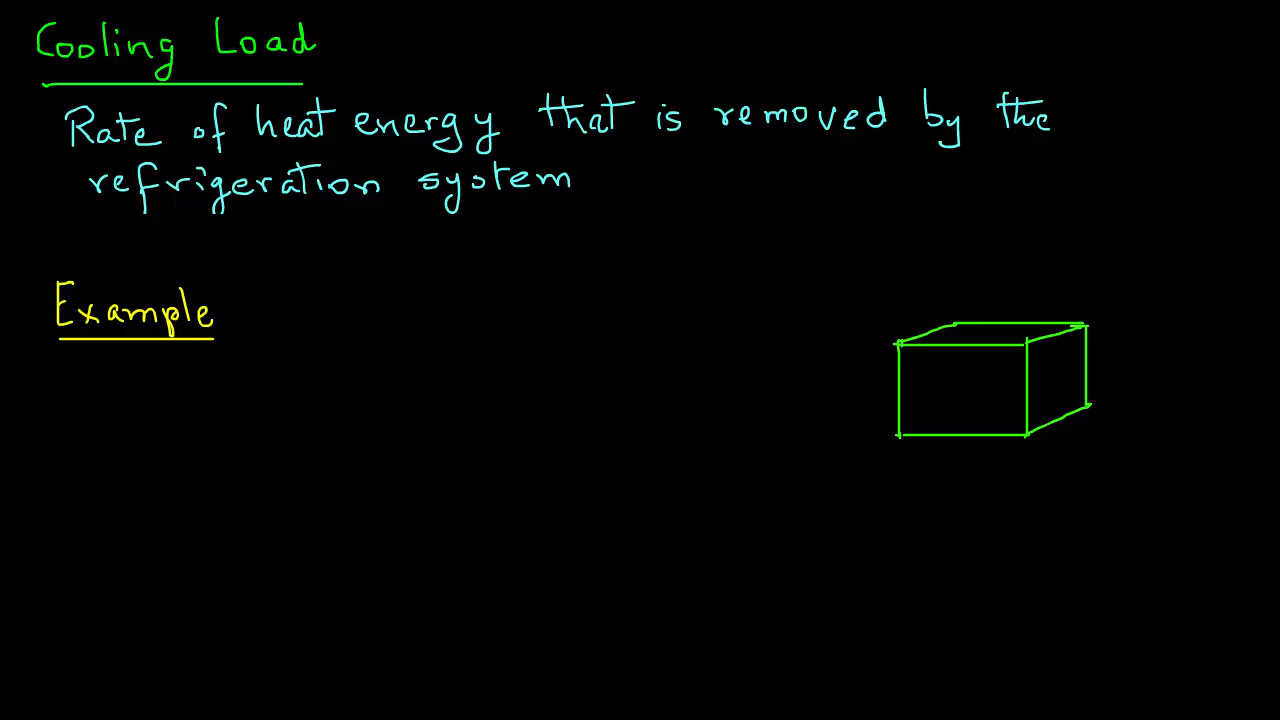 Cooling Load
Rate of heat energy that is removed by the
refrigeration system
Example